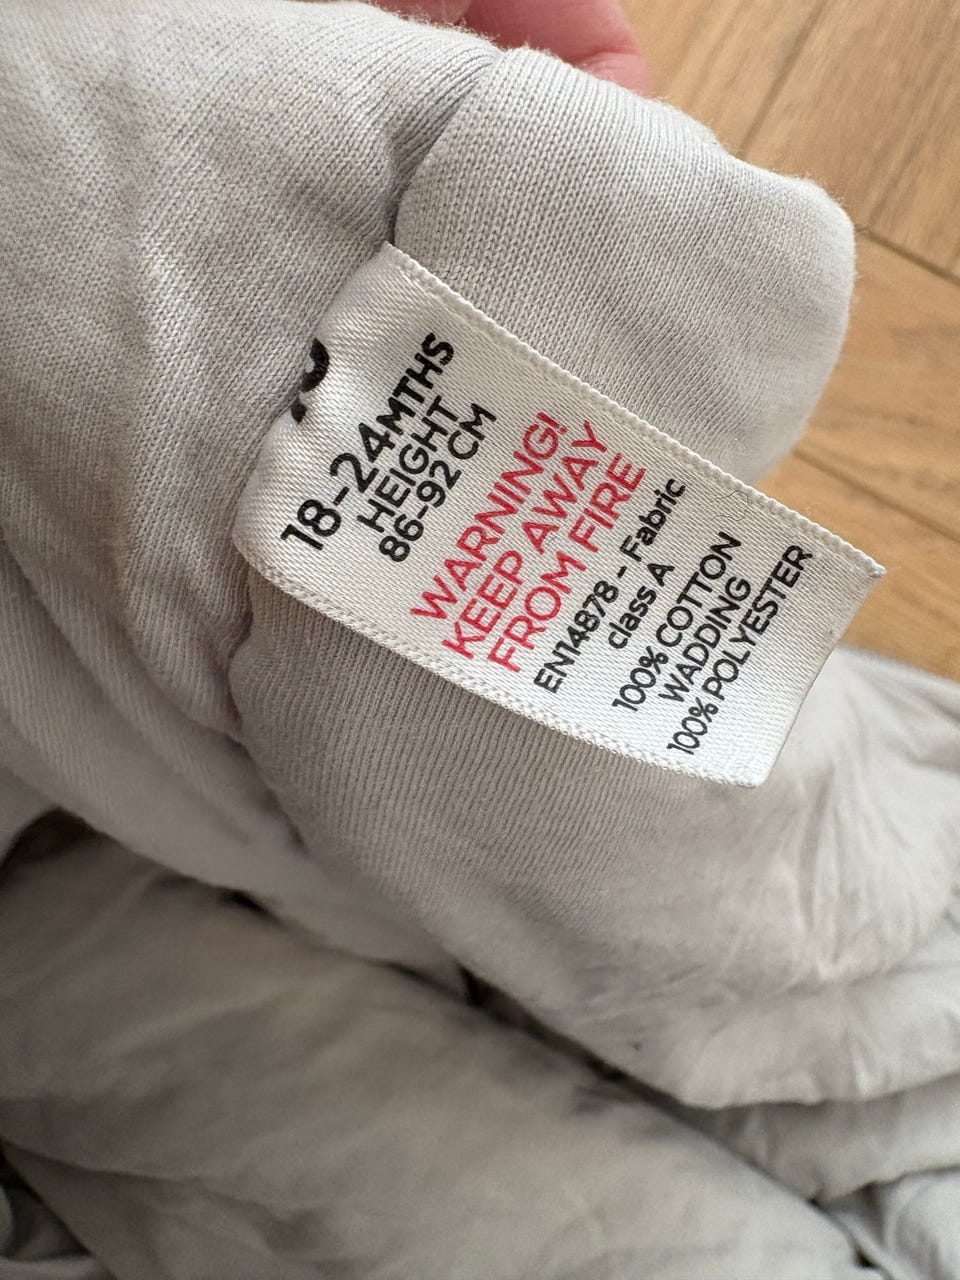 18-24MTHS
HEIGHT
86-92 CM
WARNING!
KEEP AWAY
FROM FIRE
EN14878 - Fabric
class A
100% COTTON
WADDING
100% POLYESTER